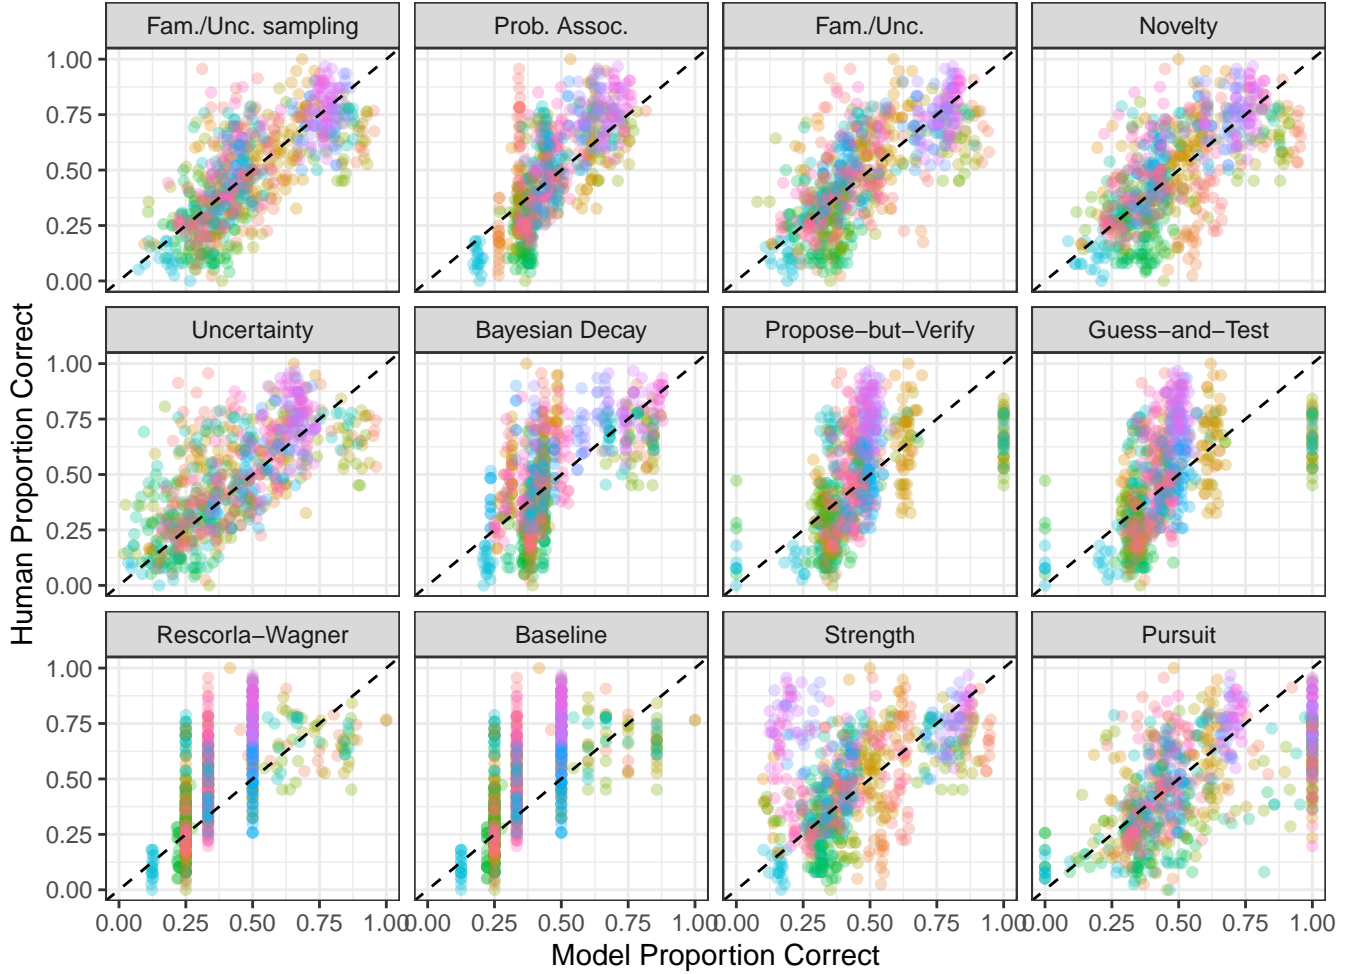 Fam./Unc. sampling
Prob. Assoc.
Fam./Unc.
Novelty
1.00
0.75
0.50
0.25
0.00
Uncertainty
Bayesian Decay
Propose−but−Verify
Guess−and−Test
1.00
0.75
0.50
0.25
0.00
Rescorla−Wagner
Baseline
Strength
Pursuit
1.00
0.75
0.50
0.25
0.00
0.00 0.25 0.50 0.75 1.00
0.00 0.25 0.50 0.75 1.00
0.00 0.25 0.50 0.75 1.00
0.00 0.25 0.50 0.75 1.00
Model Proportion Correct
Human Proportion Correct